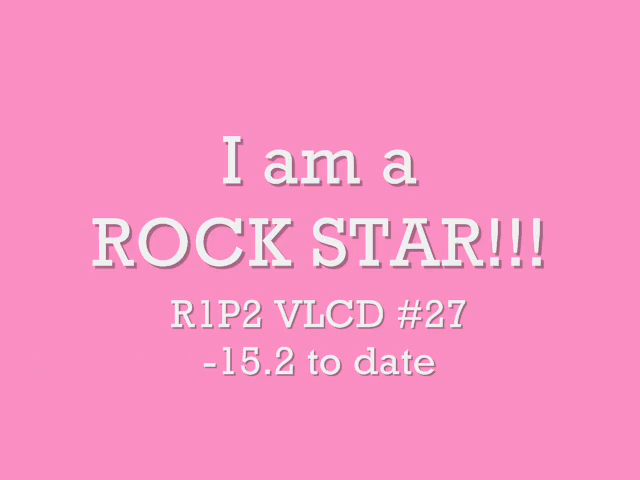 I am a
ROCK STAR!!!
R1P2 VLCD #27
-15.2 to date